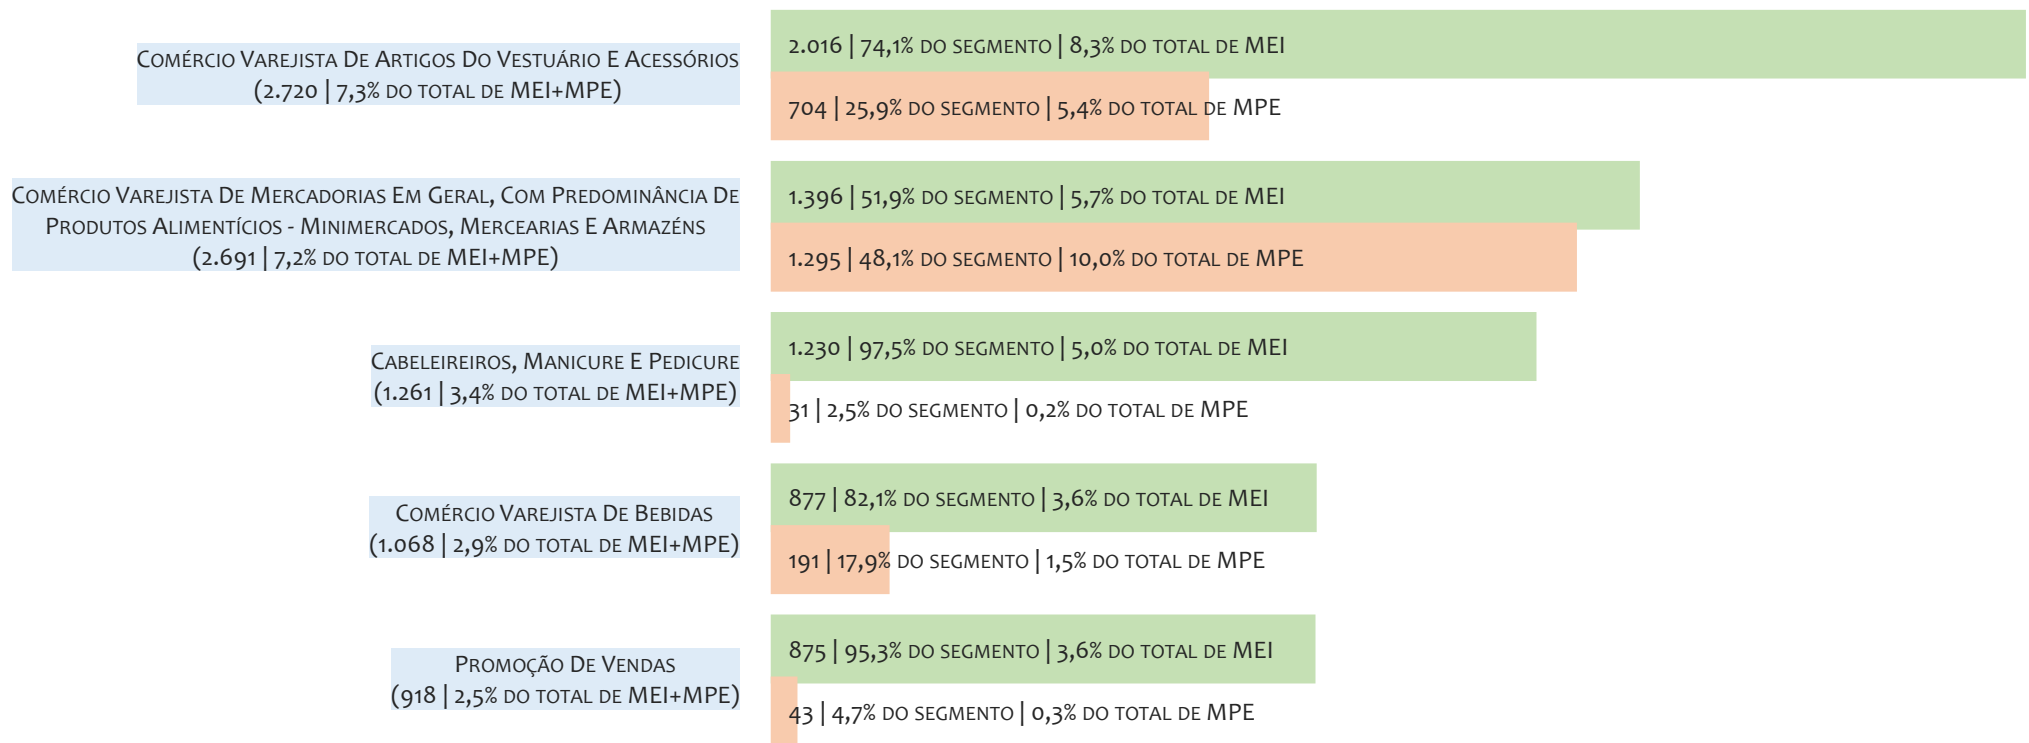 Comércio Varejista De Artigos Do Vestuário E Acessórios
(2.720 | 7,3% do total de MEI+MPE)
2.016 | 74,1% do segmento | 8,3% do total de MEI
704 | 25,9% do segmento | 5,4% do total de MPE
Comércio Varejista De Mercadorias Em Geral, Com Predominância De
Produtos Alimentícios - Minimercados, Mercearias E Armazéns
(2.691 | 7,2% do total de MEI+MPE)
1.396 | 51,9% do segmento | 5,7% do total de MEI
1.295 | 48,1% do segmento | 10,0% do total de MPE
Cabeleireiros, Manicure E Pedicure
(1.261 | 3,4% do total de MEI+MPE)
1.230 | 97,5% do segmento | 5,0% do total de MEI
31 | 2,5% do segmento | 0,2% do total de MPE
Comércio Varejista De Bebidas
(1.068 | 2,9% do total de MEI+MPE)
877 | 82,1% do segmento | 3,6% do total de MEI
191 | 17,9% do segmento | 1,5% do total de MPE
Promoção De Vendas
(918 | 2,5% do total de MEI+MPE)
875 | 95,3% do segmento | 3,6% do total de MEI
43 | 4,7% do segmento | 0,3% do total de MPE